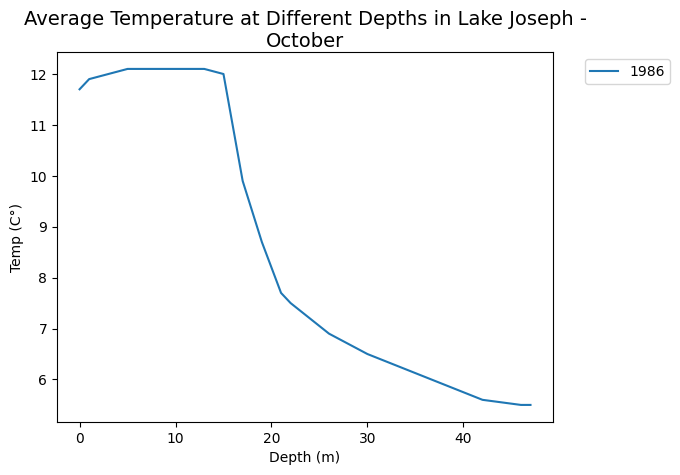 Average Temperature at Different Depths in Lake Joseph -
October
1986
12
11
10
9
8
7
6
Temp (C°)
0 10 20 30 40
Depth (m)